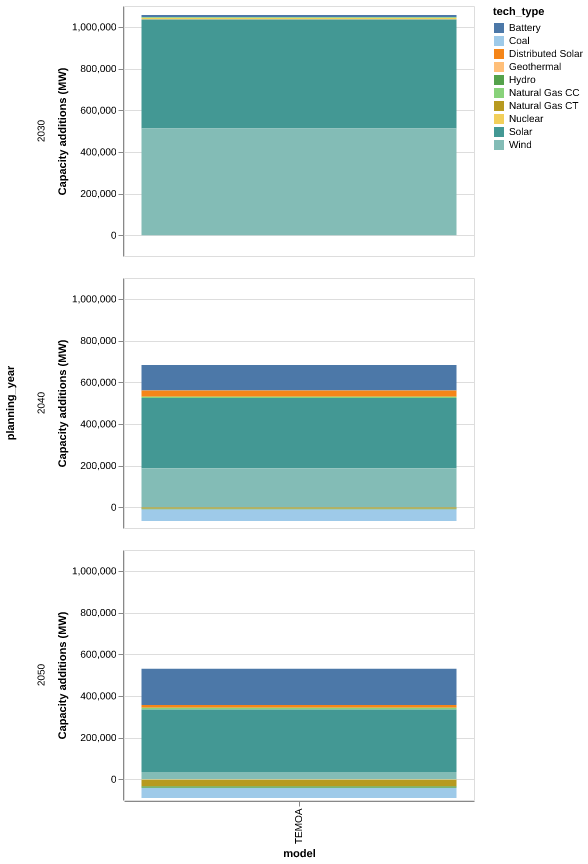 tech_type
Battery
Coal
Distributed Solar
Geothermal
Hydro
Natural Gas CC
Natural Gas CT
Nuclear
Solar
Wind
planning_year
2030
Capacity additions (MW)
1,000,000
800,000
600,000
400,000
200,000
0
2040
Capacity additions (MW)
1,000,000
800,000
600,000
400,000
200,000
0
2050
Capacity additions (MW)
1,000,000
800,000
600,000
400,000
200,000
0
TEMOA
model